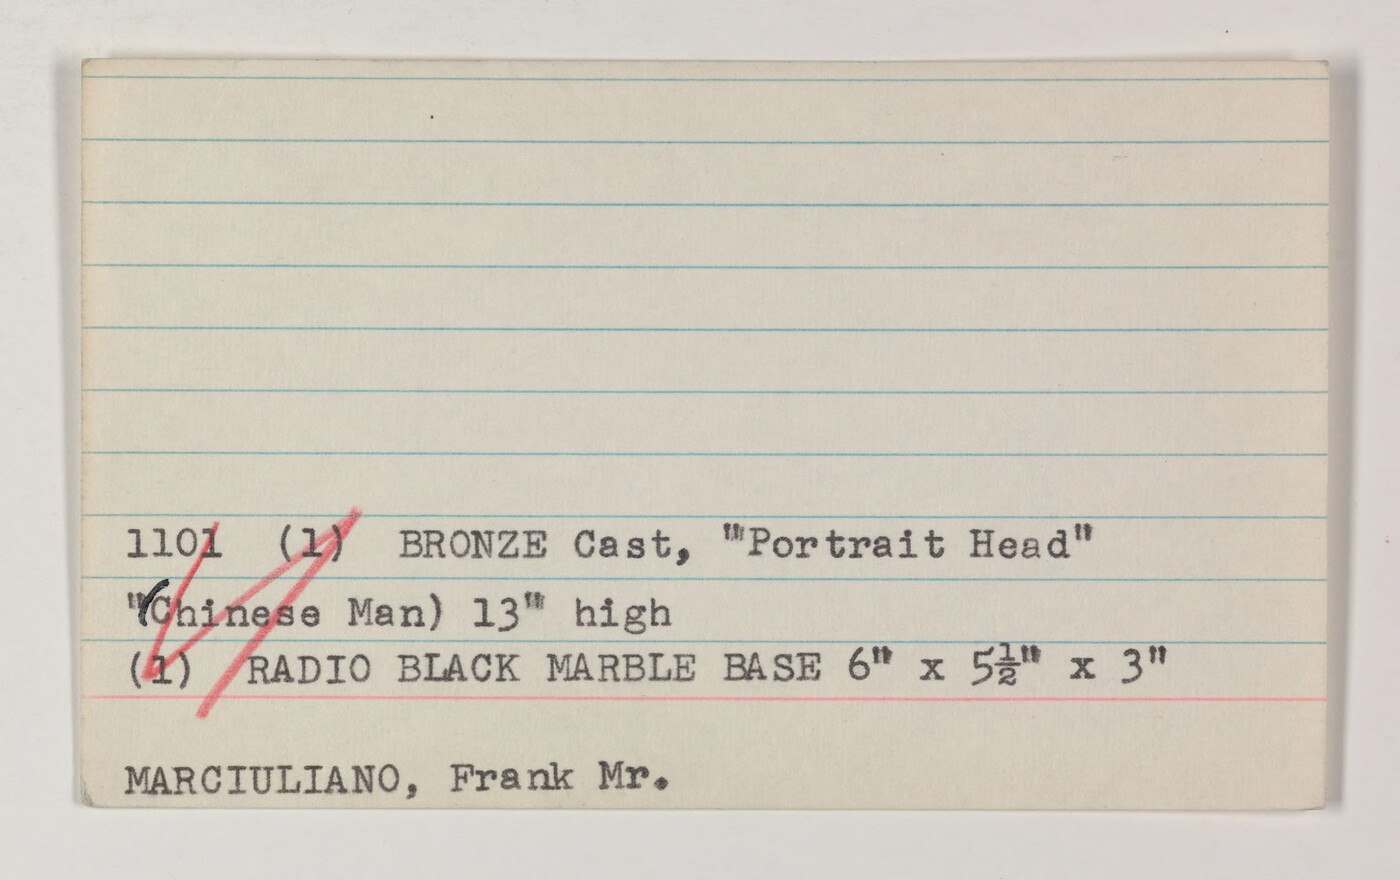 1101 (1) BRONZE Cast, "Portrait Head"
"(Chinese Man) 13" high
(1) RADIO BLACK MARBLE BASE 6" x 5½" x 3"
MARCIULIANO, Frank Mr.